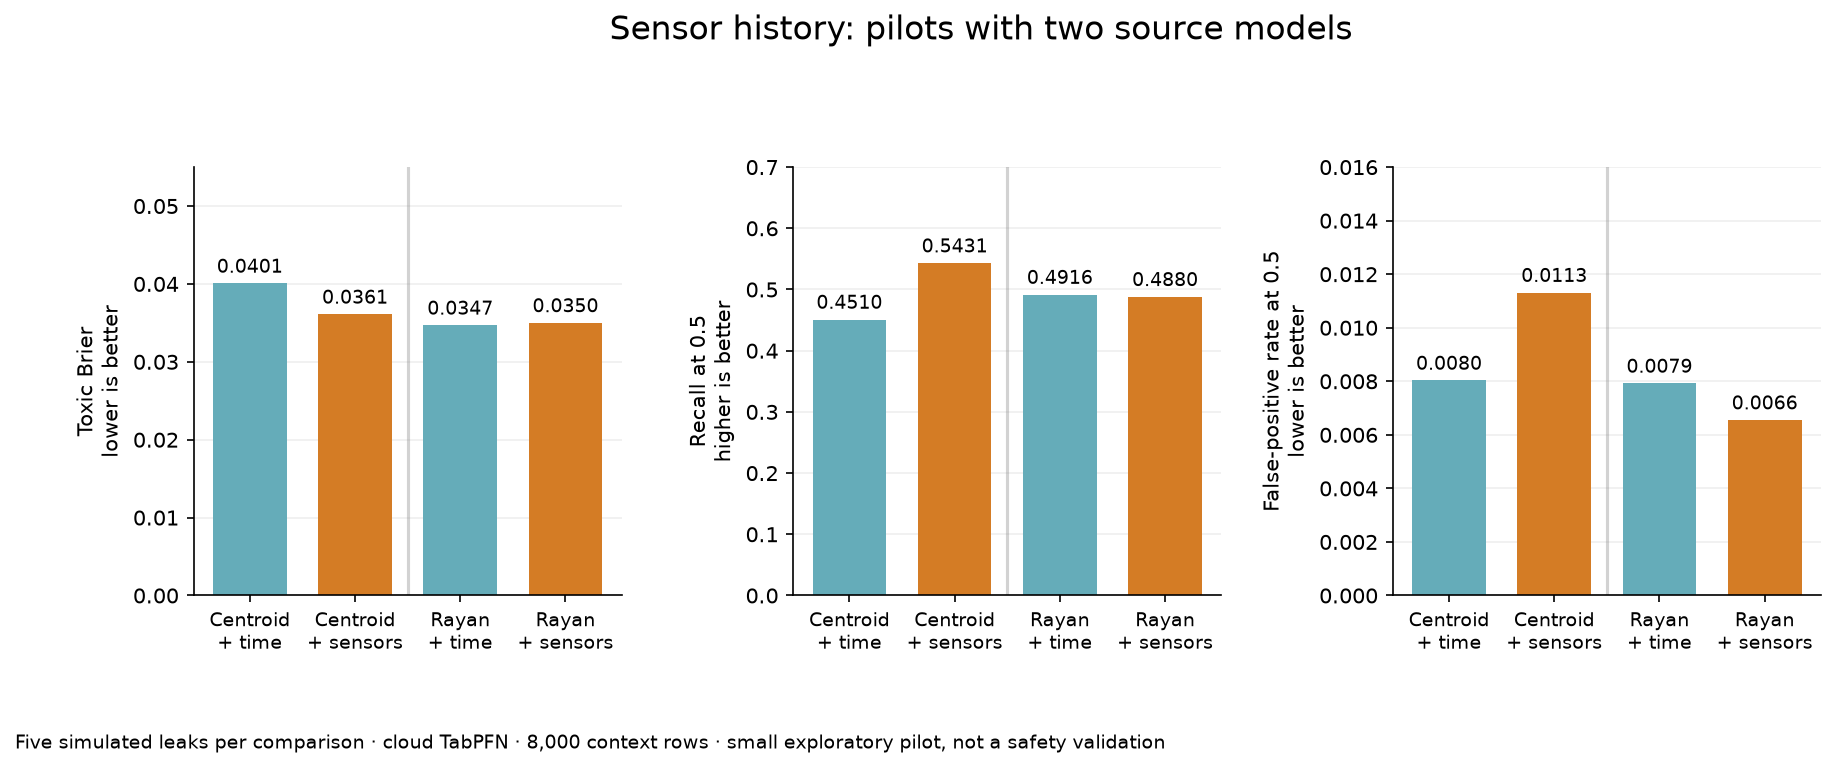 Sensor history: pilots with two source models
Toxic Brier
lower is better
0.05
0.04
0.03
0.02
0.01
0.00
0.0401
0.0361
0.0347
0.0350
Centroid
+ time
Centroid
+ sensors
Rayan
+ time
Rayan
+ sensors
Recall at 0.5
higher is better
0.7
0.6
0.5
0.4
0.3
0.2
0.1
0.0
0.4510
0.5431
0.4916
0.4880
Centroid
+ time
Centroid
+ sensors
Rayan
+ time
Rayan
+ sensors
False-positive rate at 0.5
lower is better
0.016
0.014
0.012
0.010
0.008
0.006
0.004
0.002
0.000
0.0080
0.0113
0.0079
0.0066
Centroid
+ time
Centroid
+ sensors
Rayan
+ time
Rayan
+ sensors
Five simulated leaks per comparison · cloud TabPFN · 8,000 context rows · small exploratory pilot, not a safety validation